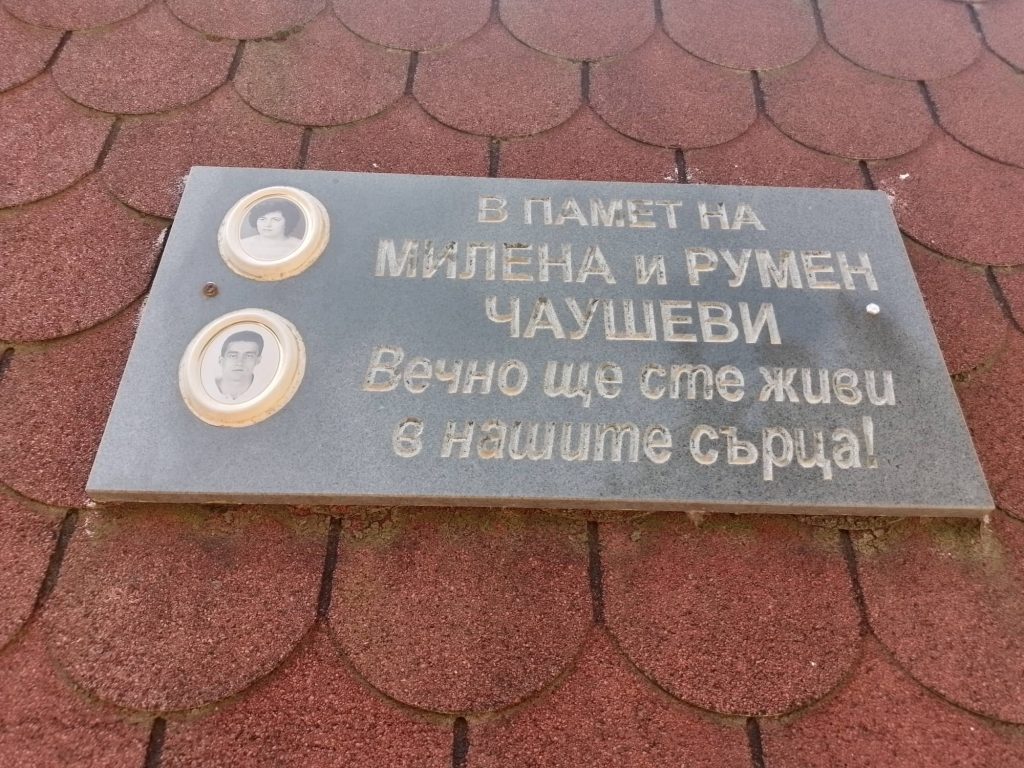 В ПАМЕТ НА
МИЛЕНА и РУМЕН
ЧАУШЕВИ
Вечно ще сте живи
в нашите сърца!